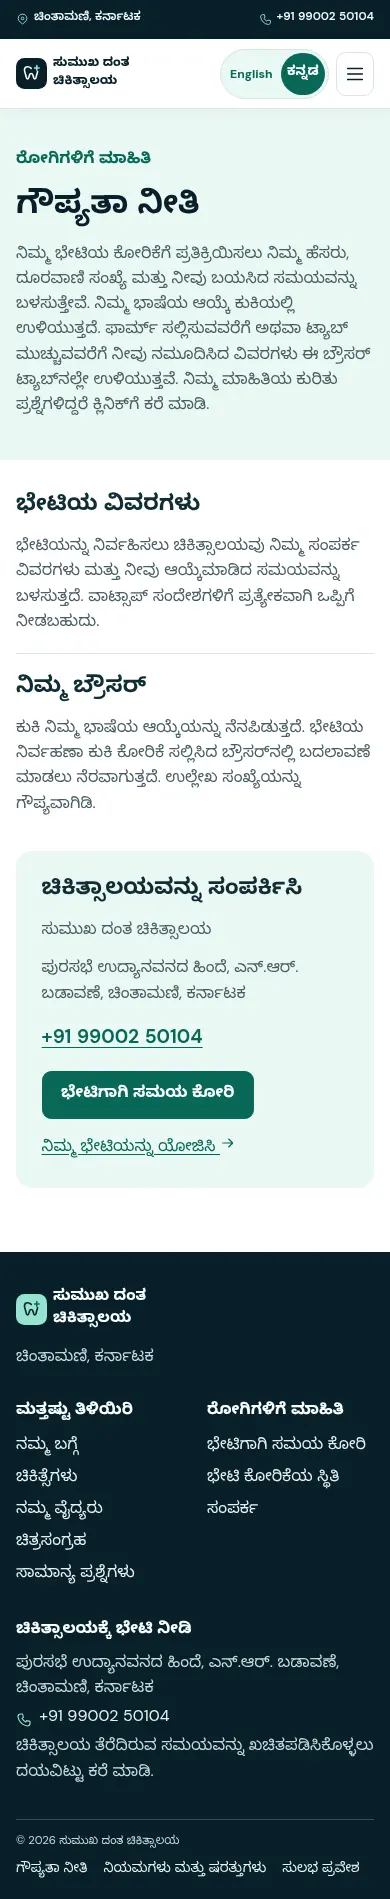 ಚಿಂತಾಮಣಿ, ಕರ್ನಾಟಕ
+91 99002 50104
ಸುಮುಖ ದಂತ
ಚಿಕಿತ್ಸಾಲಯ
English
ಕನ್ನಡ
ರೋಗಿಗಳಿಗೆ ಮಾಹಿತಿ
ಗೌಪ್ಯತಾ ನೀತಿ
ನಿಮ್ಮ ಭೇಟಿಯ ಕೋರಿಕೆಗೆ ಪ್ರತಿಕ್ರಿಯಿಸಲು ನಿಮ್ಮ ಹೆಸರು,
ದೂರವಾಣಿ ಸಂಖ್ಯೆ ಮತ್ತು ನೀವು ಬಯಸಿದ ಸಮಯವನ್ನು
ಬಳಸುತ್ತೇವೆ. ನಿಮ್ಮ ಭಾಷೆಯ ಆಯ್ಕೆ ಕುಕಿಯಲ್ಲಿ
ಉಳಿಯುತ್ತದೆ. ಫಾರ್ಮ್ ಸಲ್ಲಿಸುವವರೆಗೆ ಅಥವಾ ಟ್ಯಾಬ್
ಮುಚ್ಚುವವರೆಗೆ ನೀವು ನಮೂದಿಸಿದ ವಿವರಗಳು ಈ ಬ್ರೌಸರ್
ಟ್ಯಾಬ್‌ನಲ್ಲೇ ಉಳಿಯುತ್ತವೆ. ನಿಮ್ಮ ಮಾಹಿತಿಯ ಕುರಿತು
ಪ್ರಶ್ನೆಗಳಿದ್ದರೆ ಕ್ಲಿನಿಕ್‌ಗೆ ಕರೆ ಮಾಡಿ.
ಭೇಟಿಯ ವಿವರಗಳು
ಭೇಟಿಯನ್ನು ನಿರ್ವಹಿಸಲು ಚಿಕಿತ್ಸಾಲಯವು ನಿಮ್ಮ ಸಂಪರ್ಕ
ವಿವರಗಳು ಮತ್ತು ನೀವು ಆಯ್ಕೆಮಾಡಿದ ಸಮಯವನ್ನು
ಬಳಸುತ್ತದೆ. ವಾಟ್ಸಾಪ್ ಸಂದೇಶಗಳಿಗೆ ಪ್ರತ್ಯೇಕವಾಗಿ ಒಪ್ಪಿಗೆ
ನೀಡಬಹುದು.
ನಿಮ್ಮ ಬ್ರೌಸರ್
ಕುಕಿ ನಿಮ್ಮ ಭಾಷೆಯ ಆಯ್ಕೆಯನ್ನು ನೆನಪಿಡುತ್ತದೆ. ಭೇಟಿಯ
ನಿರ್ವಹಣಾ ಕುಕಿ ಕೋರಿಕೆ ಸಲ್ಲಿಸಿದ ಬ್ರೌಸರ್‌ನಲ್ಲಿ ಬದಲಾವಣೆ
ಮಾಡಲು ನೆರವಾಗುತ್ತದೆ. ಉಲ್ಲೇಖ ಸಂಖ್ಯೆಯನ್ನು
ಗೌಪ್ಯವಾಗಿಡಿ.
ಚಿಕಿತ್ಸಾಲಯವನ್ನು ಸಂಪರ್ಕಿಸಿ
ಸುಮುಖ ದಂತ ಚಿಕಿತ್ಸಾಲಯ
ಪುರಸಭೆ ಉದ್ಯಾನವನದ ಹಿಂದೆ, ಎನ್.ಆರ್.
ಬಡಾವಣೆ, ಚಿಂತಾಮಣಿ, ಕರ್ನಾಟಕ
+91 99002 50104
ಭೇಟಿಗಾಗಿ ಸಮಯ ಕೋರಿ
ನಿಮ್ಮ ಭೇಟಿಯನ್ನು ಯೋಜಿಸಿ →
ಸುಮುಖ ದಂತ
ಚಿಕಿತ್ಸಾಲಯ
ಚಿಂತಾಮಣಿ, ಕರ್ನಾಟಕ
ಮತ್ತಷ್ಟು ತಿಳಿಯಿರಿ
ನಮ್ಮ ಬಗ್ಗೆ
ಚಿಕಿತ್ಸೆಗಳು
ನಮ್ಮ ವೈದ್ಯರು
ಚಿತ್ರಸಂಗ್ರಹ
ಸಾಮಾನ್ಯ ಪ್ರಶ್ನೆಗಳು
ರೋಗಿಗಳಿಗೆ ಮಾಹಿತಿ
ಭೇಟಿಗಾಗಿ ಸಮಯ ಕೋರಿ
ಭೇಟಿ ಕೋರಿಕೆಯ ಸ್ಥಿತಿ
ಸಂಪರ್ಕ
ಚಿಕಿತ್ಸಾಲಯಕ್ಕೆ ಭೇಟಿ ನೀಡಿ
ಪುರಸಭೆ ಉದ್ಯಾನವನದ ಹಿಂದೆ, ಎನ್.ಆರ್. ಬಡಾವಣೆ,
ಚಿಂತಾಮಣಿ, ಕರ್ನಾಟಕ
+91 99002 50104
ಚಿಕಿತ್ಸಾಲಯ ತೆರೆದಿರುವ ಸಮಯವನ್ನು ಖಚಿತಪಡಿಸಿಕೊಳ್ಳಲು
ದಯವಿಟ್ಟು ಕರೆ ಮಾಡಿ.
© 2026 ಸುಮುಖ ದಂತ ಚಿಕಿತ್ಸಾಲಯ
ಗೌಪ್ಯತಾ ನೀತಿ ನಿಯಮಗಳು ಮತ್ತು ಷರತ್ತುಗಳು ಸುಲಭ ಪ್ರವೇಶ